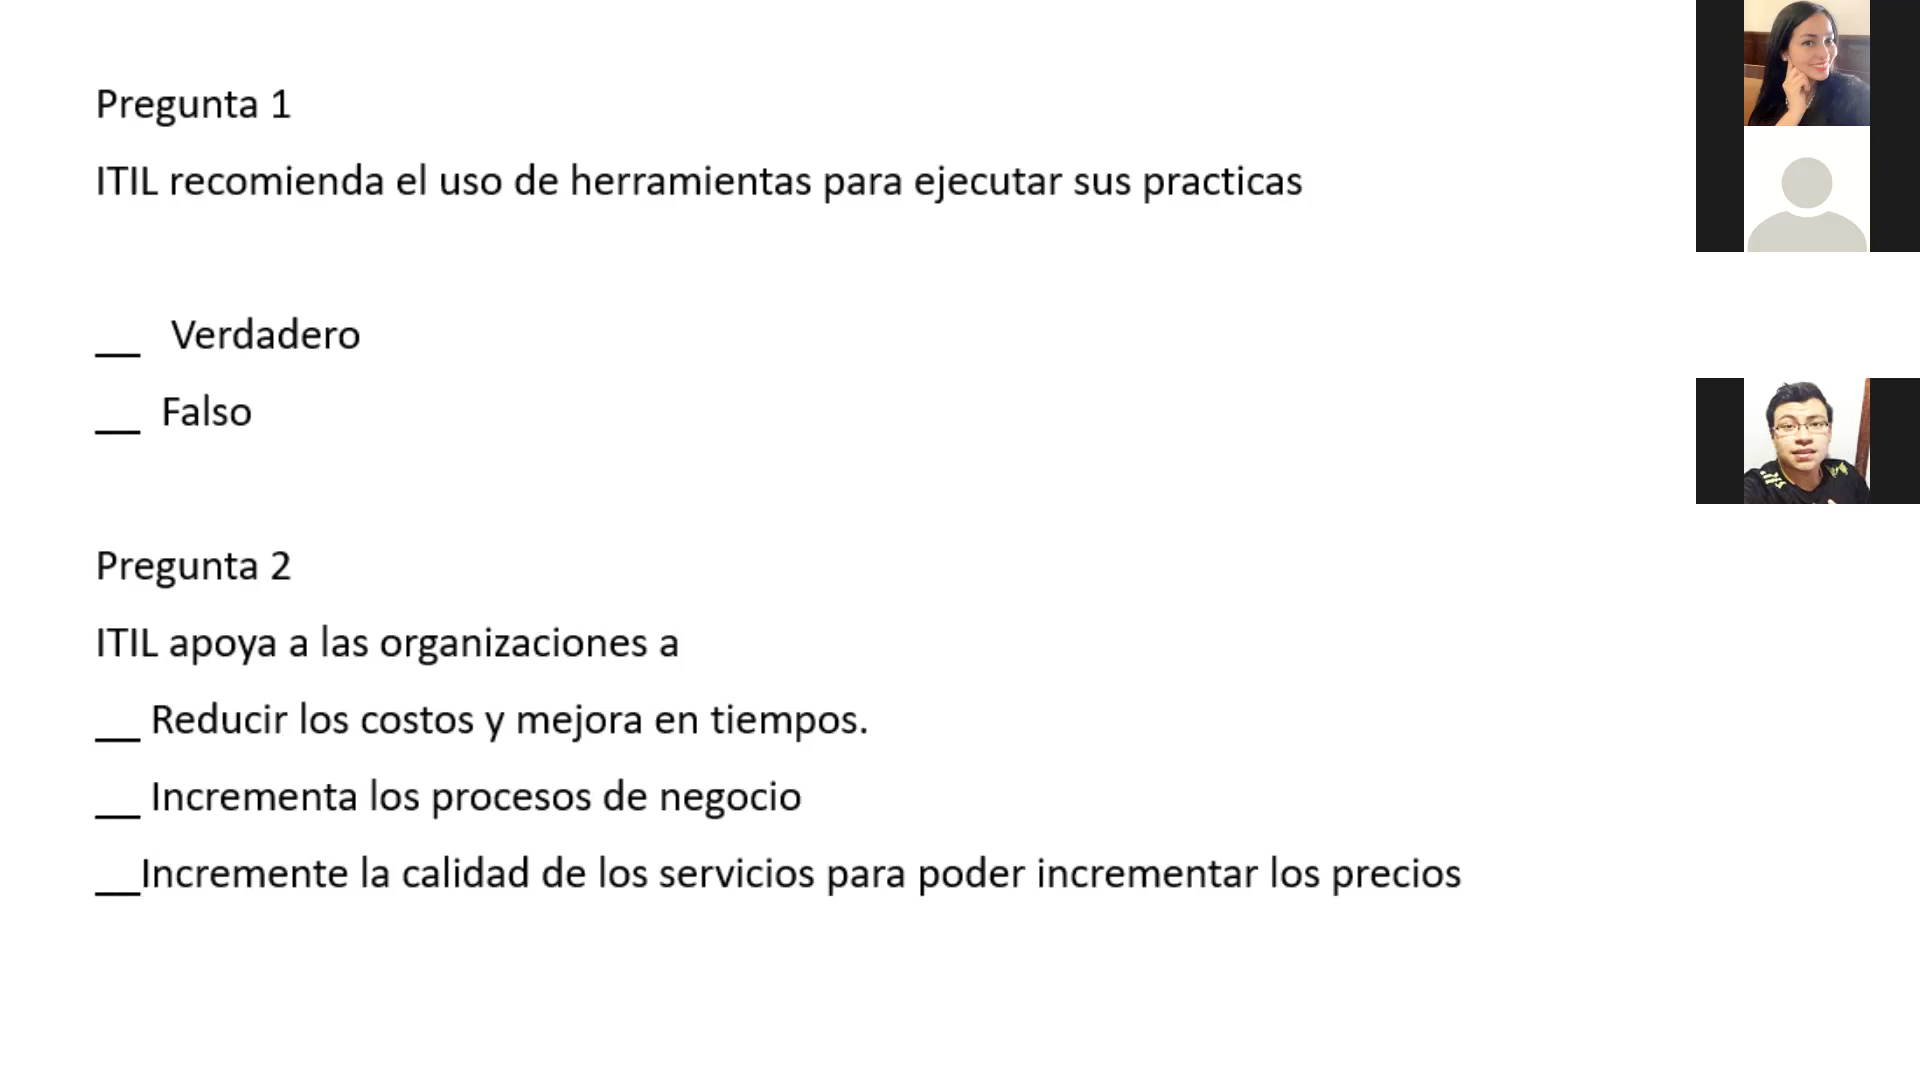 Pregunta 1
ITIL recomienda el uso de herramientas para ejecutar sus practicas
__ Verdadero
__ Falso
Pregunta 2
ITIL apoya a las organizaciones a
__ Reducir los costos y mejora en tiempos.
__ Incrementa los procesos de negocio
__Incremente la calidad de los servicios para poder incrementar los precios